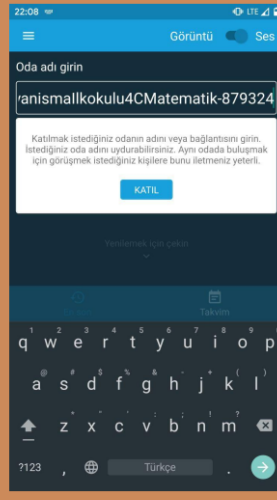 22:08 LTE
Görüntü Ses
Oda adı girin
yanismaIlkokulu4CMatematik-879324
Katılmak istediğiniz odanın adını veya bağlantısını girin.
İstediğiniz oda adını uydurabilirsiniz. Aynı odada buluşmak
için görüşmek istediğiniz kişilere bunu iletmeniz yeterli.
KATIL
Yenilemek için çekin
Takvim
1 2 3 4 5 6 7 8 9 0
q w e r t y u i o p
@ # & * - + = ( )
a s d f g h j k l
z x c v b n m
?123 , Türkçe .